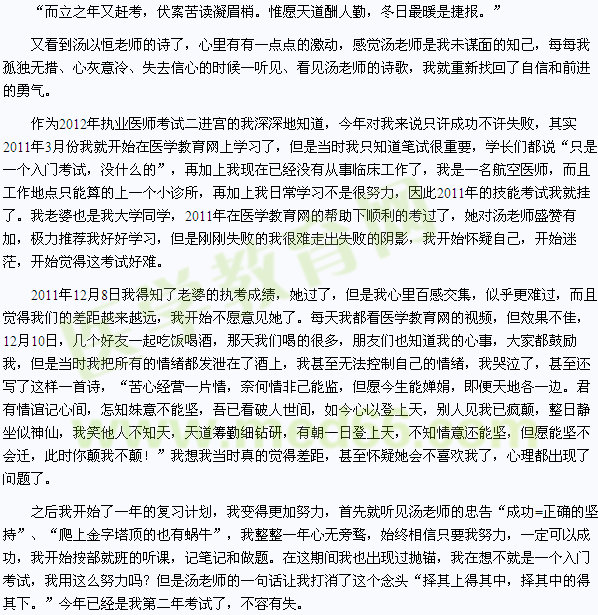 “而立之年又赶考，伏案苦读凝眉梢。惟愿天道酬人勤，冬日最暖是捷报。”
又看到汤以恒老师的诗了，心里有有一点点的激动，感觉汤老师是我未谋面的知己，每每我
孤独无措、心灰意冷、失去信心的时候一听见、看见汤老师的诗歌，我就重新找回了自信和前进
的勇气。
作为2012年执业医师考试二进宫的我深深地知道，今年对我来说只许成功不许失败，其实
2011年3月份我就开始在医学教育网上学习了，但是当时我只知道笔试很重要，学长们都说“只是
一个入门考试，没什么的”，再加上我现在已经没有从事临床工作了，我是一名航空医师，而且
工作地点只能算的上一个小诊所，再加上我日常学习不是很努力，因此2011年的技能考试我就挂
了。我老婆也是我大学同学，2011年在医学教育网的帮助下顺利的考过了，她对汤老师盛赞有
加，极力推荐我好好学习，但是刚刚失败的我很难走出失败的阴影，我开始怀疑自己，开始迷
茫，开始觉得这考试好难。
2011年12月8日我得知了老婆的执考成绩，她过了，但是我心里百感交集，似乎更难过，而且
觉得我们的差距越来越远，我开始不愿意见她了。每天我都看医学教育网的视频，但效果不佳，
12月10日，几个好友一起吃饭喝酒，那天我们喝的很多，朋友们也知道我的心事，大家都鼓励
我，但是当时我把所有的情绪都发泄在了酒上，我甚至无法控制自己的情绪，我哭泣了，甚至还
写了这样一首诗，“苦心经营一片情，奈何情非己能监，但愿今生能婵娟，即便天地各一边。君
有情谊记心间，怎知妹意不能坚，吾已看破人世间，如今心以登上天，别人见我已疯颠，整日静
坐似神仙，我笑他人不知天，天道筹勤细钻研，有朝一日登上天，不知情意还能坚，但愿能坚不
会迁，此时你颠我不颠！”我想我当时真的觉得差距，甚至怀疑她会不喜欢我了，心理都出现了
问题了。
之后我开始了一年的复习计划，我变得更加努力，首先就听见汤老师的忠告“成功=正确的坚
持”、“爬上金字塔顶的也有蜗牛”，我整整一年心无旁骛，始终相信只要我努力，一定可以成
功，我开始按部就班的听课，记笔记和做题。在这期间我也出现过抛锚，我在想不就是一个入门
考试，我用这么努力吗？但是汤老师的一句话让我打消了这个念头“择其上得其中，择其中的得
其下。”今年已经是我第二年考试了，不容有失。
医学教育网
www.med66.com